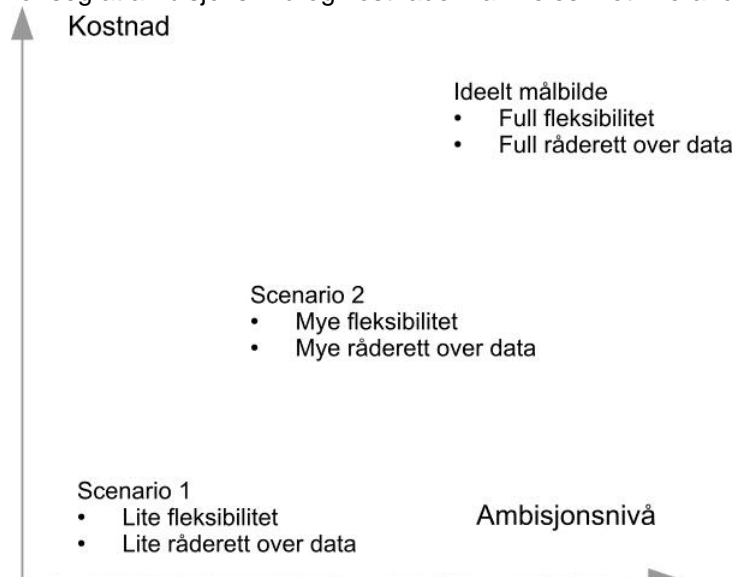 Kostnad
Ideelt målbilde
• Full fleksibilitet
• Full råderett over data
Scenario 2
• Mye fleksibilitet
• Mye råderett over data
Scenario 1
• Lite fleksibilitet
• Lite råderett over data
Ambisjonsnivå